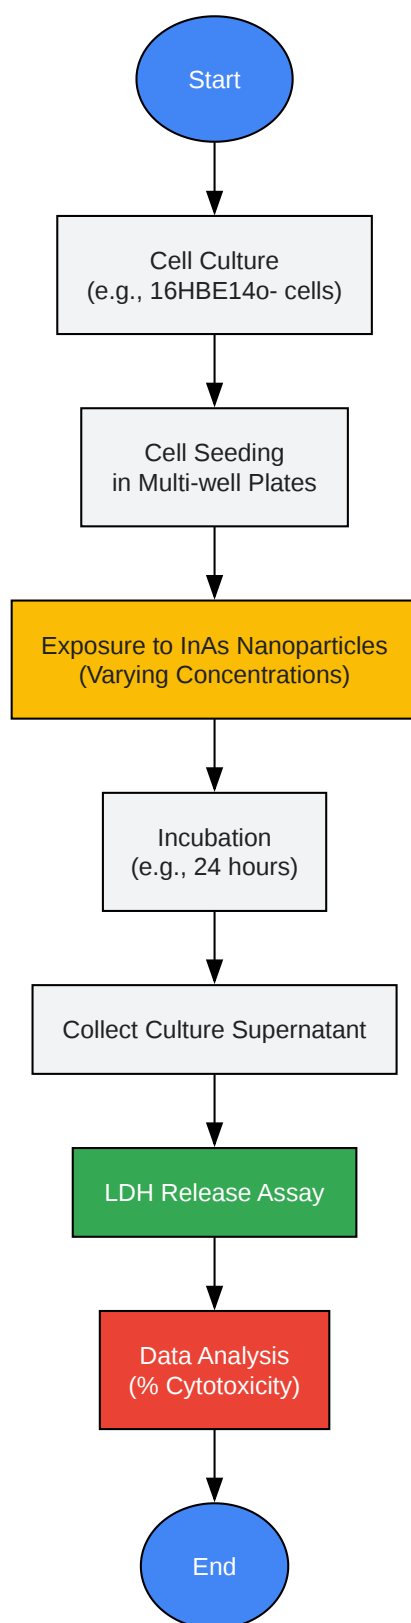 Start
Cell Culture
(e.g., 16HBE14o- cells)
Cell Seeding
in Multi-well Plates
Exposure to InAs Nanoparticles
(Varying Concentrations)
Incubation
(e.g., 24 hours)
Collect Culture Supernatant
LDH Release Assay
Data Analysis
(% Cytotoxicity)
End